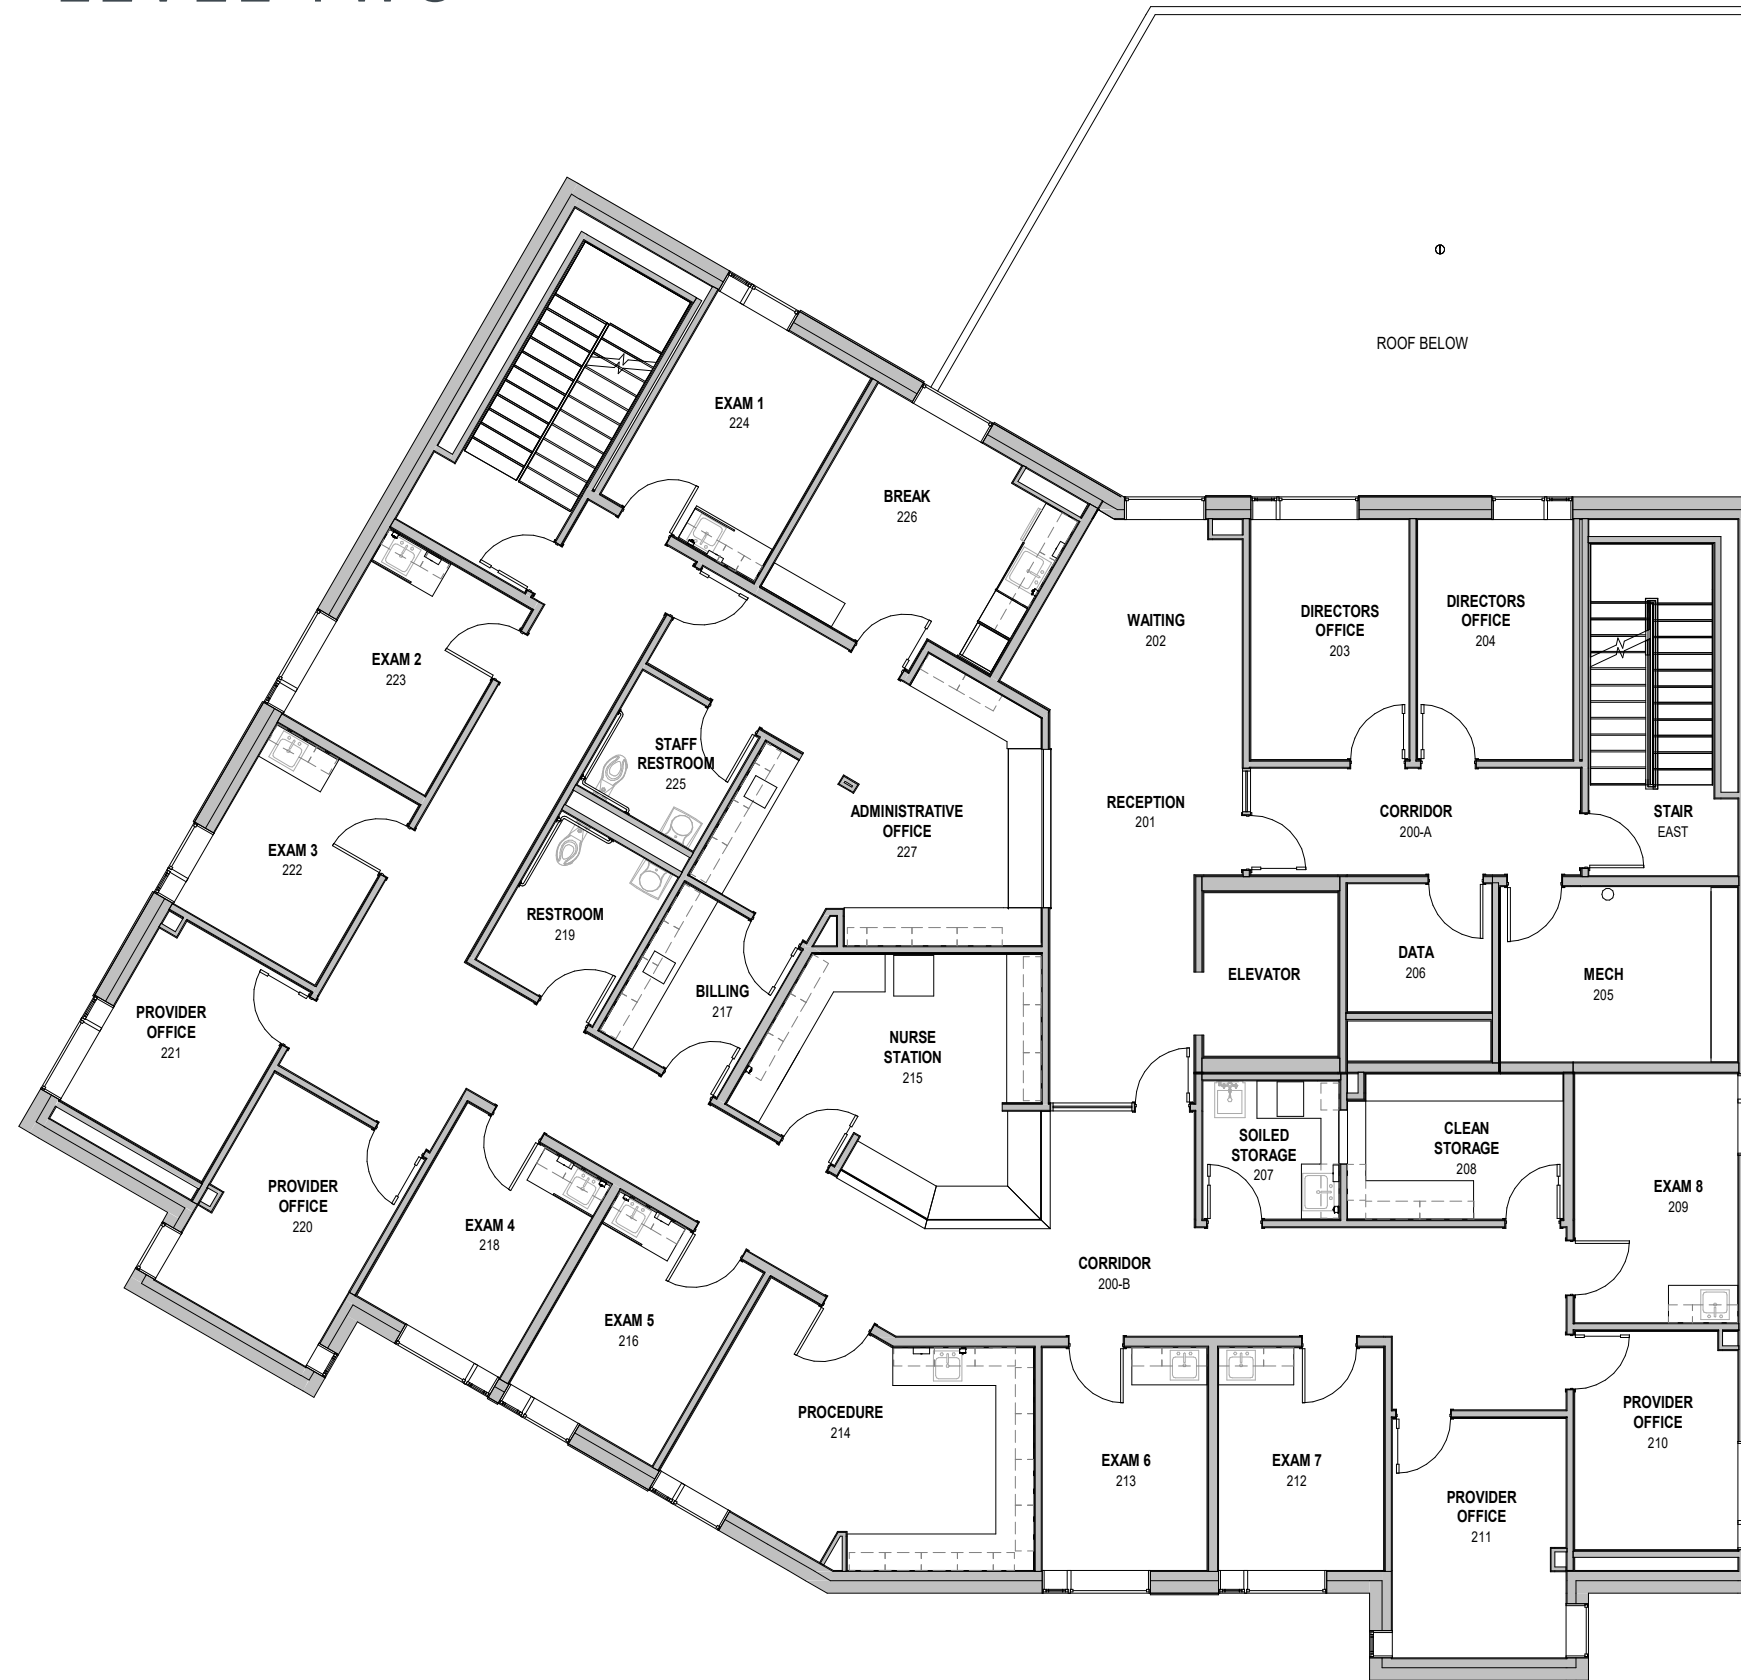 ROOF BELOW
EXAM 1
224
BREAK
226
WAITING
202
DIRECTORS
OFFICE
203
DIRECTORS
OFFICE
204
EXAM 2
223
STAFF
RESTROOM
225
ADMINISTRATIVE
OFFICE
227
RECEPTION
201
CORRIDOR
200-A
STAIR
EAST
EXAM 3
222
RESTROOM
219
BILLING
217
ELEVATOR
DATA
206
MECH
205
PROVIDER
OFFICE
221
NURSE
STATION
215
SOILED
STORAGE
207
CLEAN
STORAGE
208
EXAM 8
209
PROVIDER
OFFICE
220
EXAM 4
218
CORRIDOR
200-B
EXAM 5
216
PROCEDURE
214
EXAM 6
213
EXAM 7
212
PROVIDER
OFFICE
210
PROVIDER
OFFICE
211